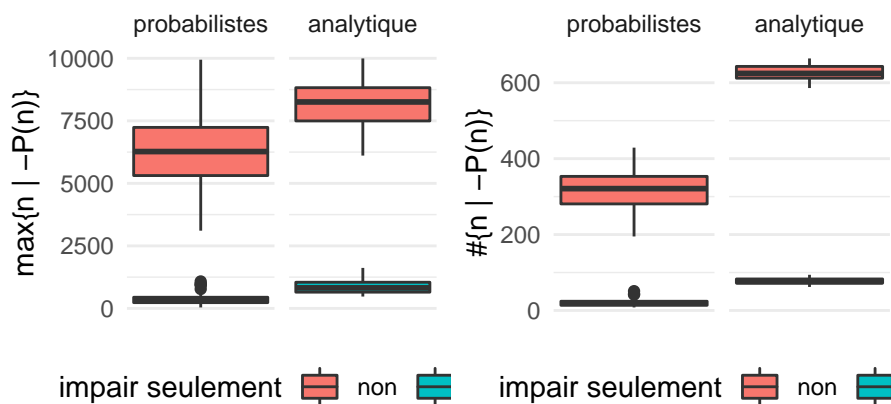 probabilistes analytique
max{n | −P(n)}
10000
7500
5000
2500
0
impair seulement non
probabilistes analytique
#{n | −P(n)}
600
400
200
0
impair seulement non